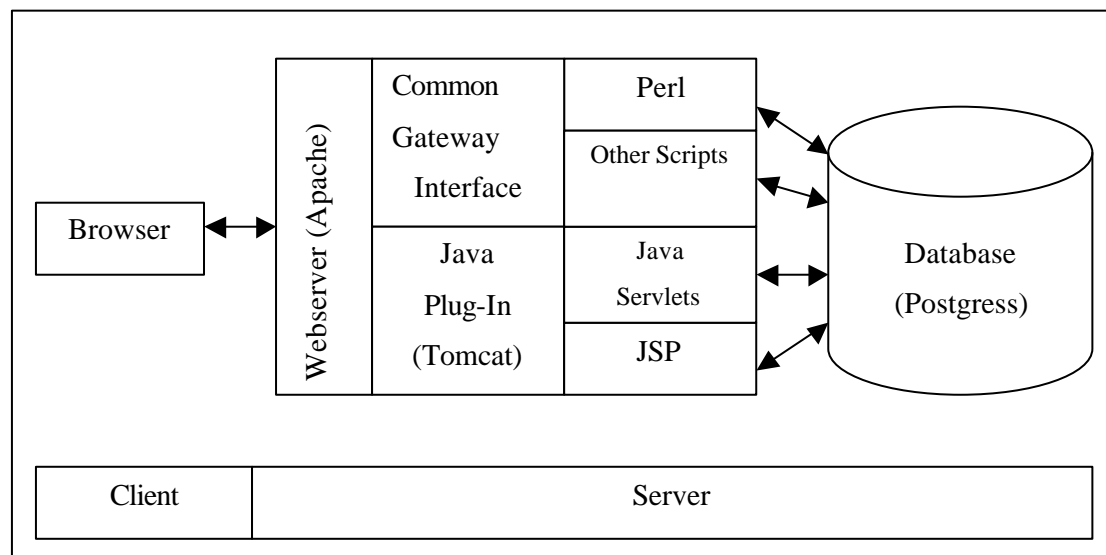 Browser
Webserver (Apache)
Common
Gateway
Interface
Java
Plug-In
(Tomcat)
Perl
Other Scripts
Java
Servlets
JSP
Database
(Postgress)
Client
Server